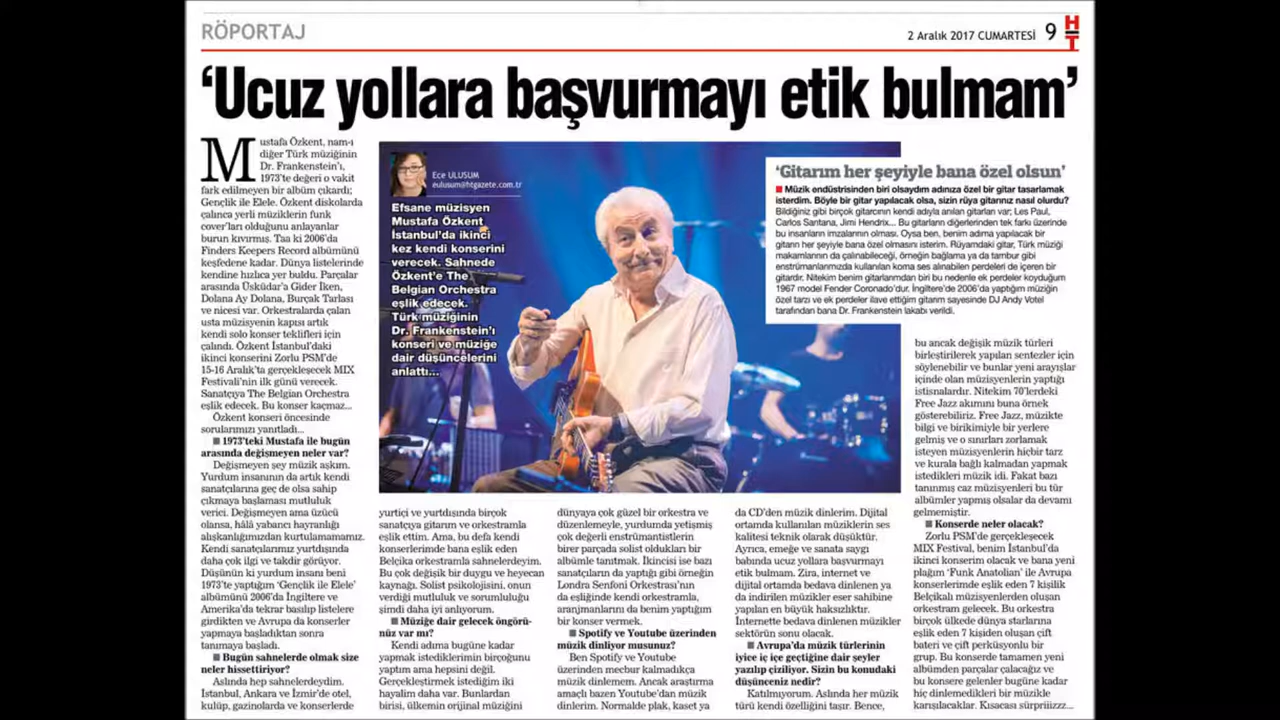 RÖPORTAJ
2 Aralık 2017 CUMARTESİ 9 HT
‘Ucuz yollara başvurmayı etik bulmam’
Mustafa Özkent, nam-ı
diğer Türk müziğinin
Dr. Frankenstein’ı,
1973’te değeri o vakit
fark edilmeyen bir albüm çıkardı;
Gençlik ile Elele. Özkent diskolarda
çalınca yerli müziklerin funk
cover’ları olduğunu anlayanlar
burun kıvırmış. Taa ki 2006’da
Finders Keepers Record albümünü
keşfedene kadar. Dünya listelerinde
kendine hızlıca yer buldu. Parçalar
arasında Üsküdar’a Gider İken,
Dolana Ay Dolana, Burçak Tarlası
ve nicesi var. Orkestralarda çalan
usta müzisyenin kapısı artık
kendi solo konser teklifleri için
çalındı. Özkent İstanbul’daki
ikinci konserini Zorlu PSM’de
15-16 Aralık’ta gerçekleşecek MIX
Festivali’nin ilk günü verecek.
Sanatçıya The Belgian Orchestra
eşlik edecek. Bu konser kaçmaz...
Özkent konseri öncesinde
sorularımızı yanıtladı...
■ 1973’teki Mustafa ile bugün
arasında değişmeyen neler var?
Değişmeyen şey müzik aşkım.
Yurdum insanının da artık kendi
sanatçılarına geç de olsa sahip
çıkmaya başlaması mutluluk
verici. Değişmeyen ama üzücü
olansa, hâlâ yabancı hayranlığı
alışkanlığımızdan kurtulamamamız.
Kendi sanatçılarımız yurtdışında
daha çok ilgi ve takdir görüyor.
Düşünün ki yurdum insanı beni
1973’te yaptığım ‘Gençlik ile Elele’
albümünü 2006’da İngiltere ve
Amerika’da tekrar basılıp listelere
girdikten ve Avrupa da konserler
yapmaya başladıktan sonra
tanımaya başladı.
■ Bugün sahnelerde olmak size
neler hissettiriyor?
Aslında hep sahnelerdeydim.
İstanbul, Ankara ve İzmir’de otel,
kulüp, gazinolarda ve konserlerde
Ece ULUSUM
eulusum@htgazete.com.tr
Efsane müzisyen
Mustafa Özkent
İstanbul’da ikinci
kez kendi konserini
verecek. Sahnede
Özkent’e The
Belgian Orchestra
eşlik edecek.
Türk müziğinin
Dr. Frankenstein’ı
konseri ve müziğe
dair düşüncelerini
anlattı...
‘Gitarım her şeyiyle bana özel olsun’
■ Müzik endüstrisinden biri olsaydım adınıza özel bir gitar tasarlamak
isterdim. Böyle bir gitar yapılacak olsa, sizin rüya gitarınız nasıl olurdu?
Bildiğiniz gibi birçok gitarcının kendi adıyla anılan gitarları var; Les Paul,
Carlos Santana, Jimi Hendrix... Bu gitarların diğerlerinden tek farkı üzerinde
bu insanların imzalarının olması. Oysa ben, benim adıma yapılacak bir
gitarın her şeyiyle bana özel olmasını isterim. Rüyamdaki gitar, Türk müziği
makamlarının da çalınabileceği, örneğin bağlama ya da tambur gibi
enstrümanlarımızda kullanılan koma ses alınabilen perdeleri de içeren bir
gitardır. Nitekim benim gitarlarımdan biri bu nedenle ek perdeler koyduğum
1967 model Fender Coronado’dur. İngiltere’de 2006’da yaptığım müziğin
özel tarzı ve ek perdeler ilave ettiğim gitarım sayesinde DJ Andy Votel
tarafından bana Dr. Frankenstein lakabı verildi.
yurtiçi ve yurtdışında birçok
sanatçıya gitarım ve orkestramla
eşlik ettim. Ama, bu defa kendi
konserlerimde bana eşlik eden
Belçika orkestramla sahnelerdeyim.
Bu çok değişik bir duygu ve heyecan
kaynağı. Solist psikolojisini, onun
verdiği mutluluk ve sorumluluğu
şimdi daha iyi anlıyorum.
■ Müziğe dair gelecek öngörü-
nüz var mı?
Kendi adıma bugüne kadar
yapmak istediklerimin birçoğunu
yaptım ama hepsini değil.
Gerçekleştirmek istediğim iki
hayalim daha var. Bunlardan
birisi, ülkemin orijinal müziğini
dünyaya çok güzel bir orkestra ve
düzenlemeyle, yurdumda yetişmiş
çok değerli enstrümantistlerin
birer parçada solist oldukları bir
albümle tanıtmak. İkincisi ise bazı
sanatçıların da yaptığı gibi örneğin
Londra Senfoni Orkestrası’nın
da eşliğinde kendi orkestramla,
aranjmanlarını da benim yaptığım
bir konser vermek.
■ Spotify ve Youtube üzerinden
müzik dinliyor musunuz?
Ben Spotify ve Youtube
üzerinden mecbur kalmadıkça
müzik dinlemem. Ancak araştırma
amaçlı bazen Youtube’dan müzik
dinlerim. Normalde plak, kaset ya
da CD’den müzik dinlerim. Dijital
ortamda kullanılan müziklerin ses
kalitesi teknik olarak düşüktür.
Ayrıca, emeğe ve sanata saygı
babında ucuz yollara başvurmayı
etik bulmam. Zira, internet ve
dijital ortamda bedava dinlenen ya
da indirilen müzikler eser sahibine
yapılan en büyük haksızlıktır.
İnternette bedava dinlenen müzikler
sektörün sonu olacak.
■ Avrupa’da müzik türlerinin
iyice iç içe geçtiğine dair şeyler
yazılıp çiziliyor. Sizin bu konudaki
düşünceniz nedir?
Katılmıyorum. Aslında her müzik
türü kendi özelliğini taşır. Bence,
bu ancak değişik müzik türleri
birleştirilerek yapılan sentezler için
söylenebilir ve bunlar yeni arayışlar
içinde olan müzisyenlerin yaptığı
istisnalardır. Nitekim 70’lerdeki
Free Jazz akımını buna örnek
gösterebiliriz. Free Jazz, müzikte
bilgi ve birikimiyle bir yerlere
gelmiş ve o sınırları zorlamak
isteyen müzisyenlerin hiçbir tarz
ve kurala bağlı kalmadan yapmak
istedikleri müzik idi. Fakat bazı
tanınmış caz müzisyenleri bu tür
albümler yapmış olsalar da devamı
gelmemiştir.
■ Konserde neler olacak?
Zorlu PSM’de gerçekleşecek
MIX Festival, benim İstanbul’da
ikinci konserim olacak ve bana yeni
plağım ‘Funk Anatolian’ ile Avrupa
konserlerimde eşlik eden 7 kişilik
Belçikalı müzisyenlerden oluşan
orkestram gelecek. Bu orkestra
birçok ülkede dünya starlarına
eşlik eden 7 kişiden oluşan çift
bateri ve çift perküsyonlu bir
grup. Bu konserde tamamen yeni
albümden parçalar çalacağız ve
bu konsere gelenler bugüne kadar
hiç dinlemedikleri bir müzikle
karşılacaklar. Kısacası sürpriiizz...